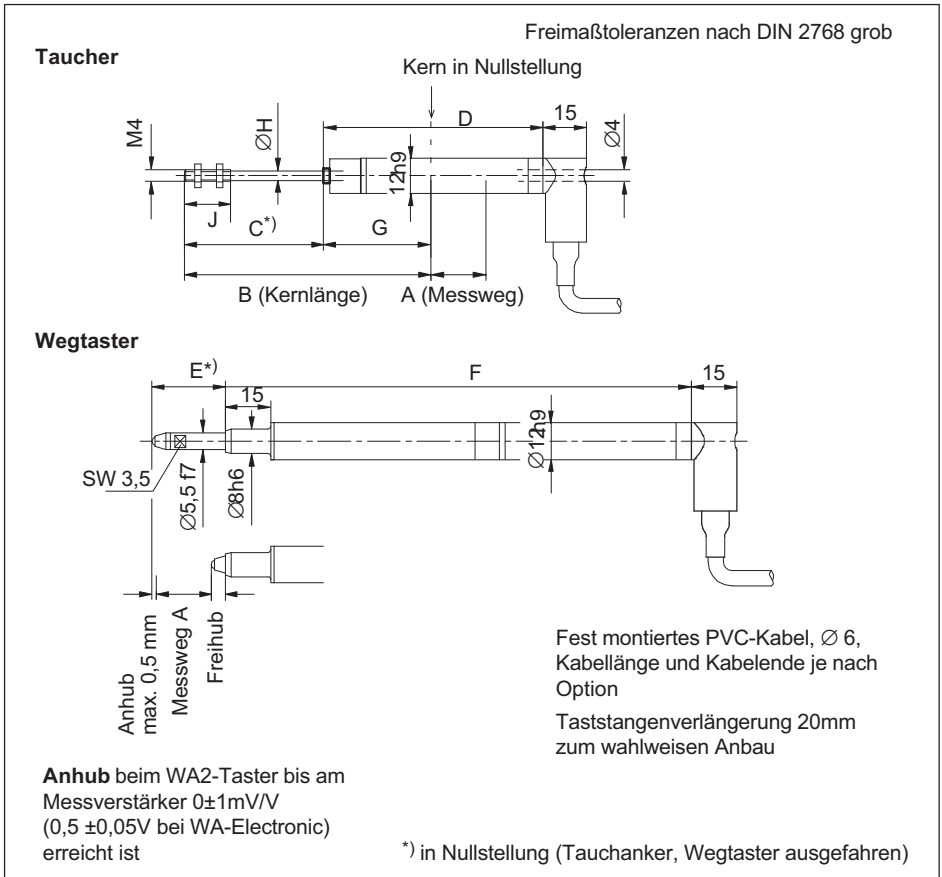 Freimaßtoleranzen nach DIN 2768 grob
Taucher
Kern in Nullstellung
M4
ØH
D
15
Ø4
12h9
J
C*)
G
B (Kernlänge)
A (Messweg)
Wegtaster
E*)
F
15
15
SW 3,5
Ø5,5 f7
Ø8h6
Ø12h9
Anhub
max. 0,5 mm
Messweg A
Freihub
Fest montiertes PVC-Kabel, Ø 6,
Kabellänge und Kabelende je nach
Option
Taststangenverlängerung 20mm
zum wahlweisen Anbau
Anhub beim WA2-Taster bis am
Messverstärker 0±1mV/V
(0,5 ±0,05V bei WA-Electronic)
erreicht ist
*) in Nullstellung (Tauchanker, Wegtaster ausgefahren)